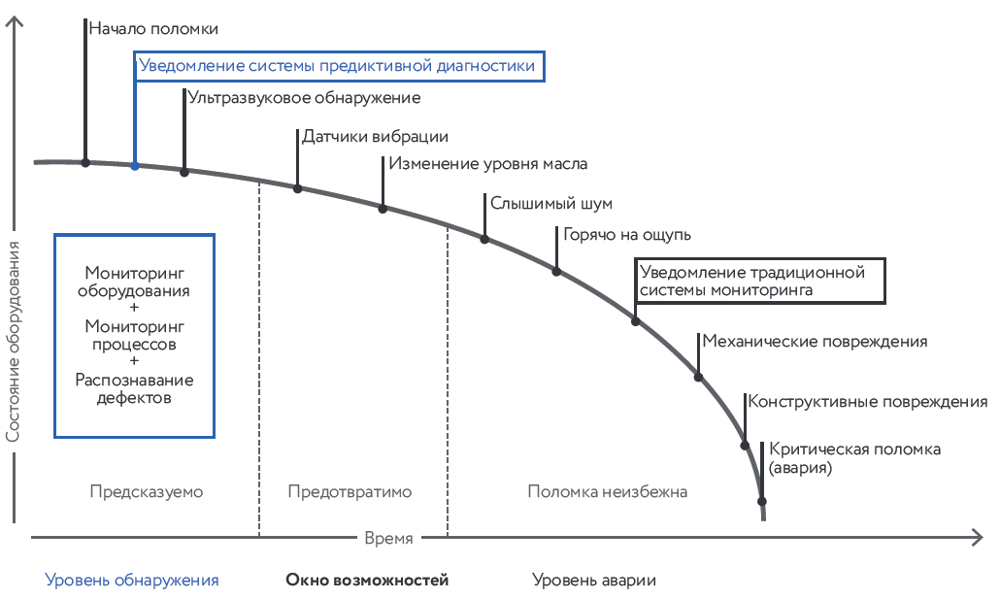 Начало поломки
Уведомление системы предиктивной диагностики
Ультразвуковое обнаружение
Датчики вибрации
Изменение уровня масла
Слышимый шум
Горячо на ощупь
Уведомление традиционной
системы мониторинга
Механические повреждения
Конструктивные повреждения
Критическая поломка
(авария)
Состояние оборудования
Мониторинг
оборудования
+
Мониторинг
процессов
+
Распознавание
дефектов
Предсказуемо
Предотвратимо
Поломка неизбежна
Время
Уровень обнаружения
Окно возможностей
Уровень аварии